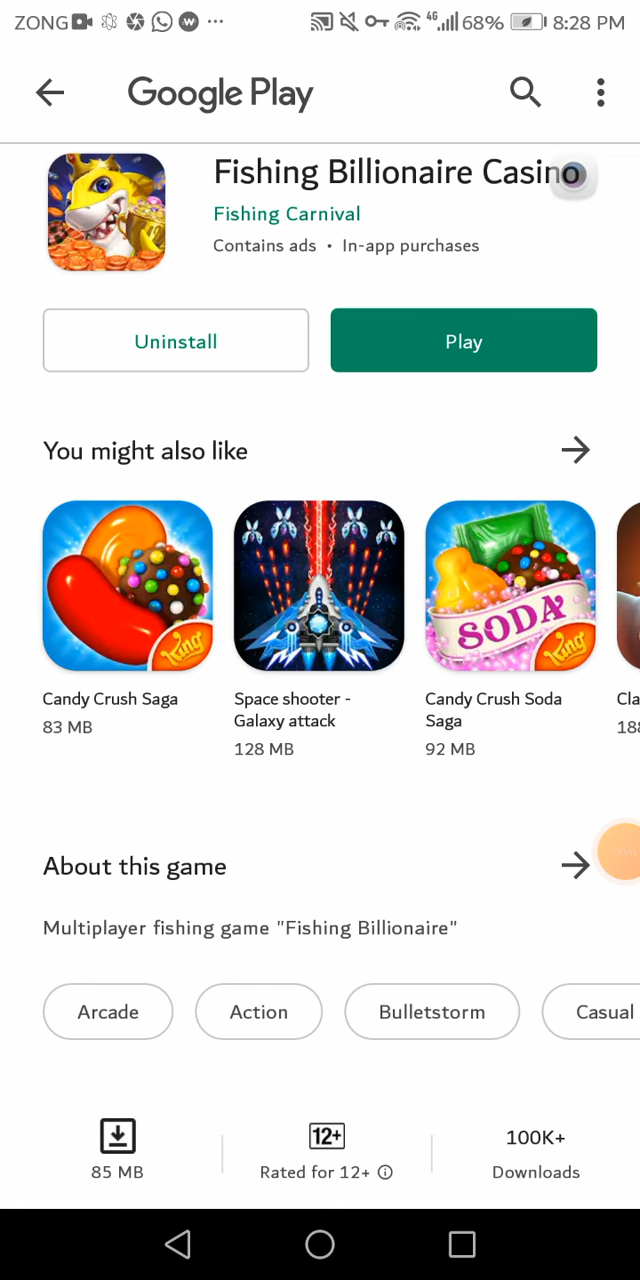 ZONG 4G 68% 8:28 PM
Google Play
Fishing Billionaire Casino
Fishing Carnival
Contains ads • In-app purchases
Uninstall Play
You might also like
King SODA King
Candy Crush Saga Space shooter - Candy Crush Soda Cla
Galaxy attack Saga
83 MB 128 MB 92 MB 188
About this game
Multiplayer fishing game "Fishing Billionaire"
Arcade Action Bulletstorm Casual
12+ 100K+
85 MB Rated for 12+ Downloads